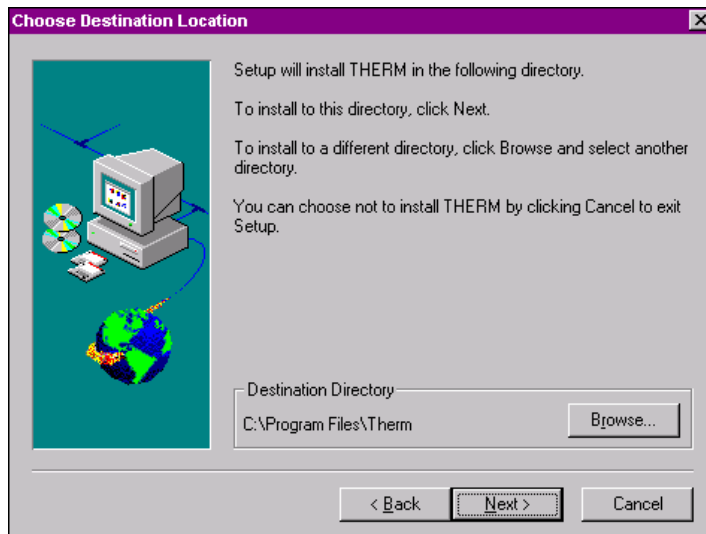 Choose Destination Location
Setup will install THERM in the following directory.
To install to this directory, click Next.
To install to a different directory, click Browse and select another
directory.
You can choose not to install THERM by clicking Cancel to exit
Setup.
Destination Directory
C:\Program Files\Therm
Browse...
< Back
Next >
Cancel